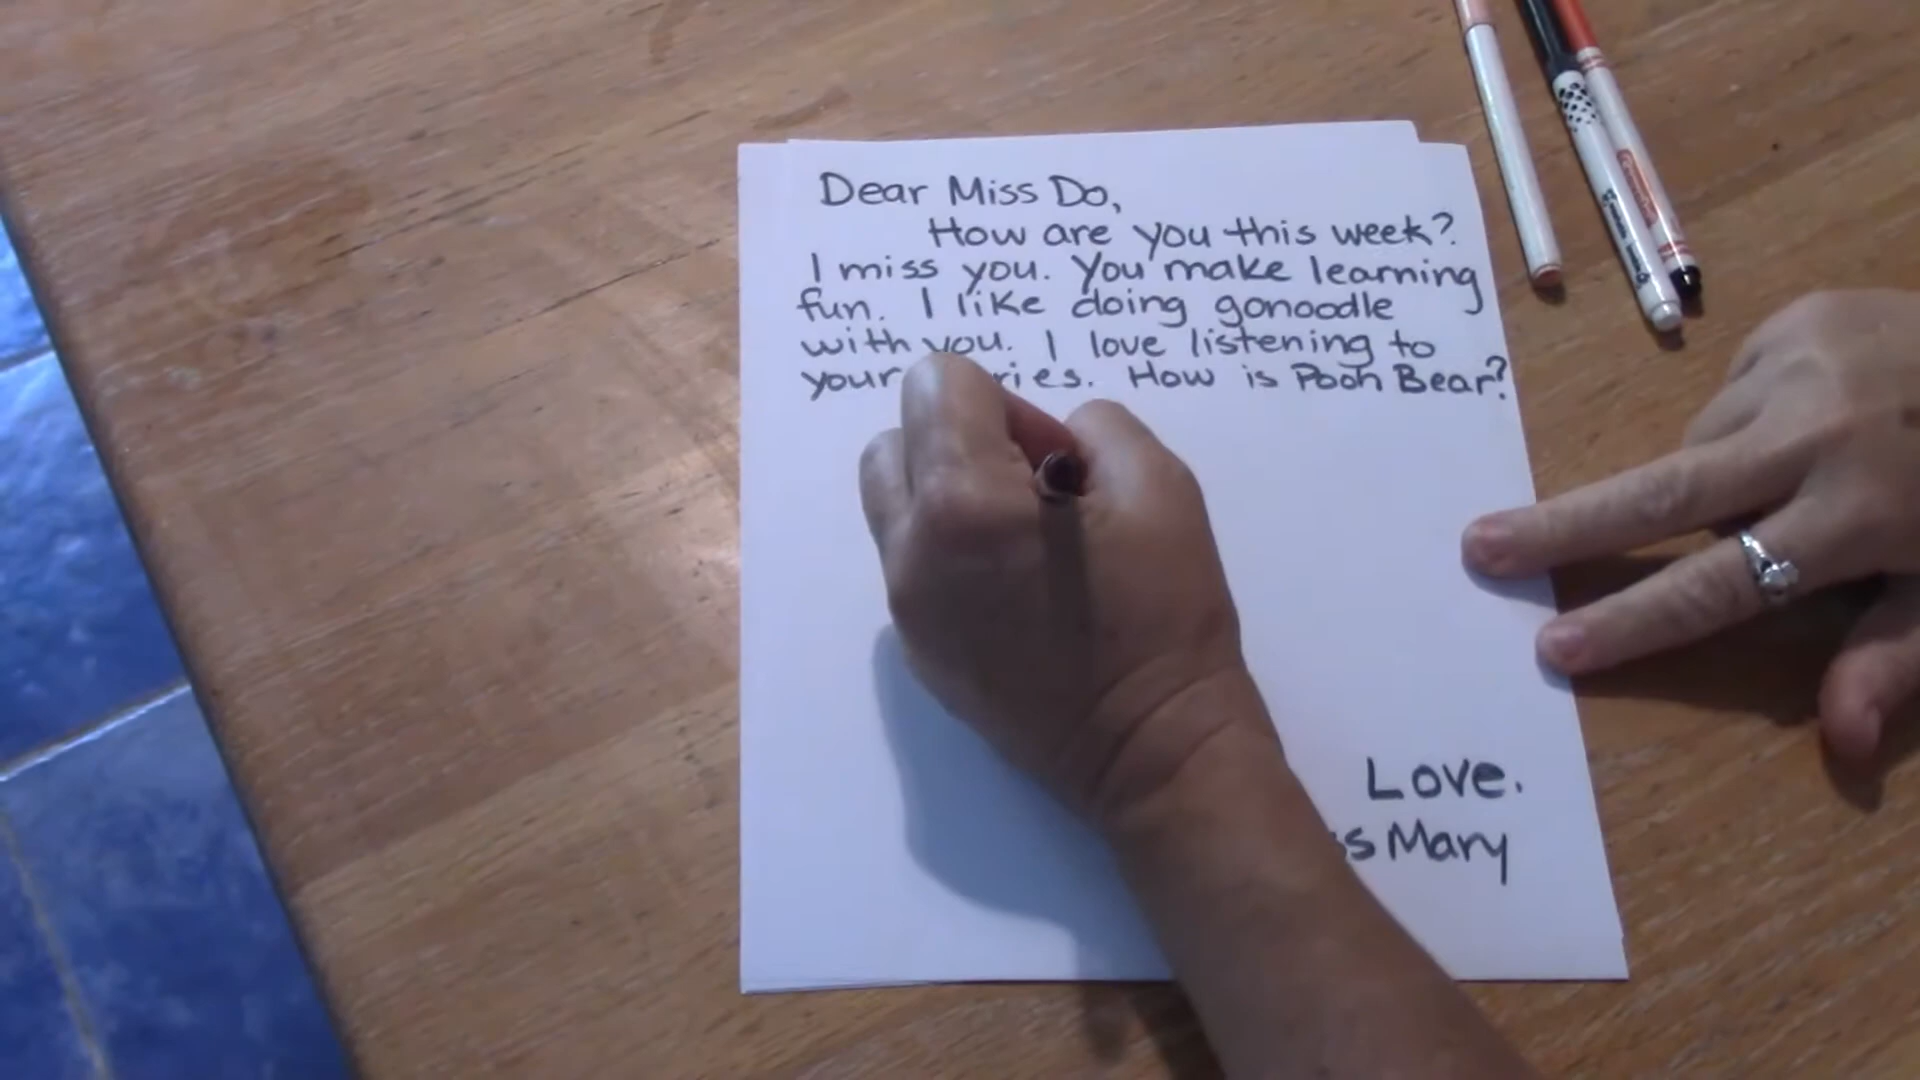 Dear Miss Do,
How are you this week?
I miss you. You make learning
fun. I like doing gonoodle
with you. I love listening to
your ries. How is Pooh Bear?
Love.
s Mary